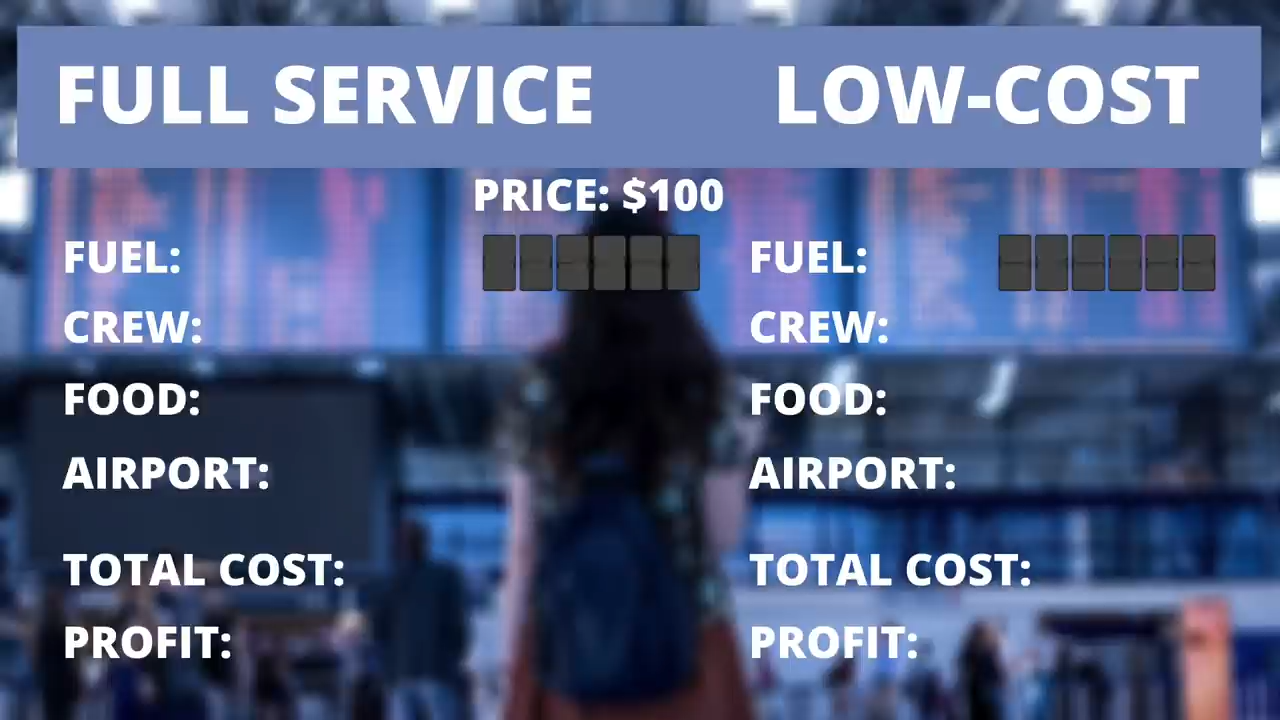 FULL SERVICE
LOW-COST
PRICE: $100
FUEL:
CREW:
FOOD:
AIRPORT:
TOTAL COST:
PROFIT:
FUEL:
CREW:
FOOD:
AIRPORT:
TOTAL COST:
PROFIT: